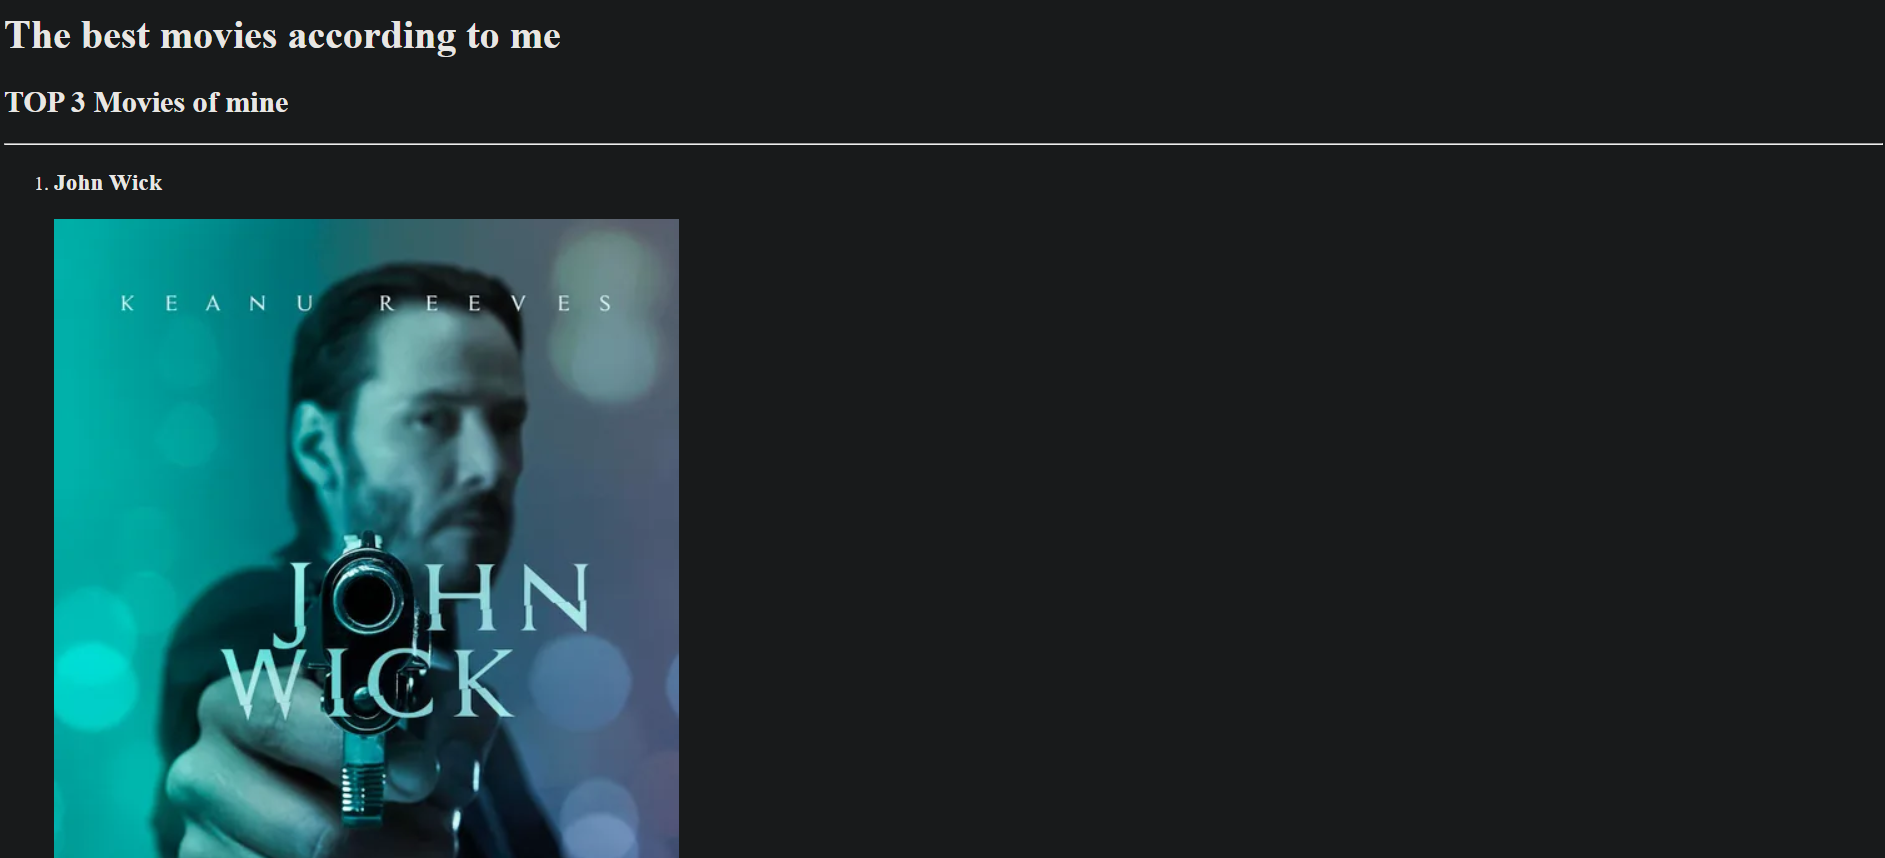 The best movies according to me
TOP 3 Movies of mine
1. John Wick
KEANU REEVES
JOHN
WICK